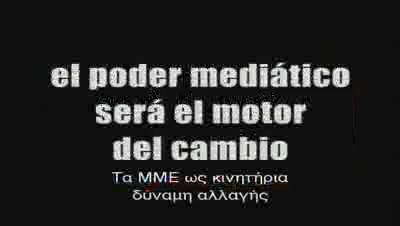 el poder mediático
será el motor
del cambio
Τα ΜΜΕ ως κινητήρια
δύναμη αλλαγής